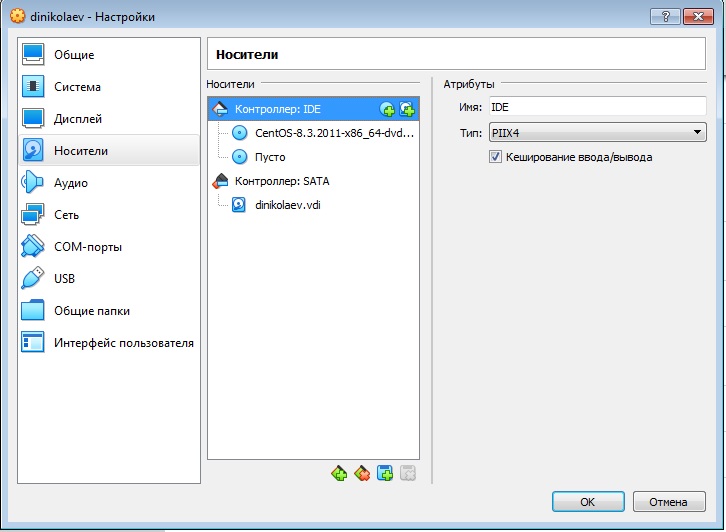 dinikolaev - Настройки
Общие
Система
Дисплей
Носители
Аудио
Сеть
COM-порты
USB
Общие папки
Интерфейс пользователя
Носители
Носители
Контроллер: IDE
CentOS-8.3.2011-x86_64-dvd...
Пусто
Контроллер: SATA
dinikolaev.vdi
Атрибуты
Имя: IDE
Тип: PIIX4
Кеширование ввода/вывода
OK
Отмена